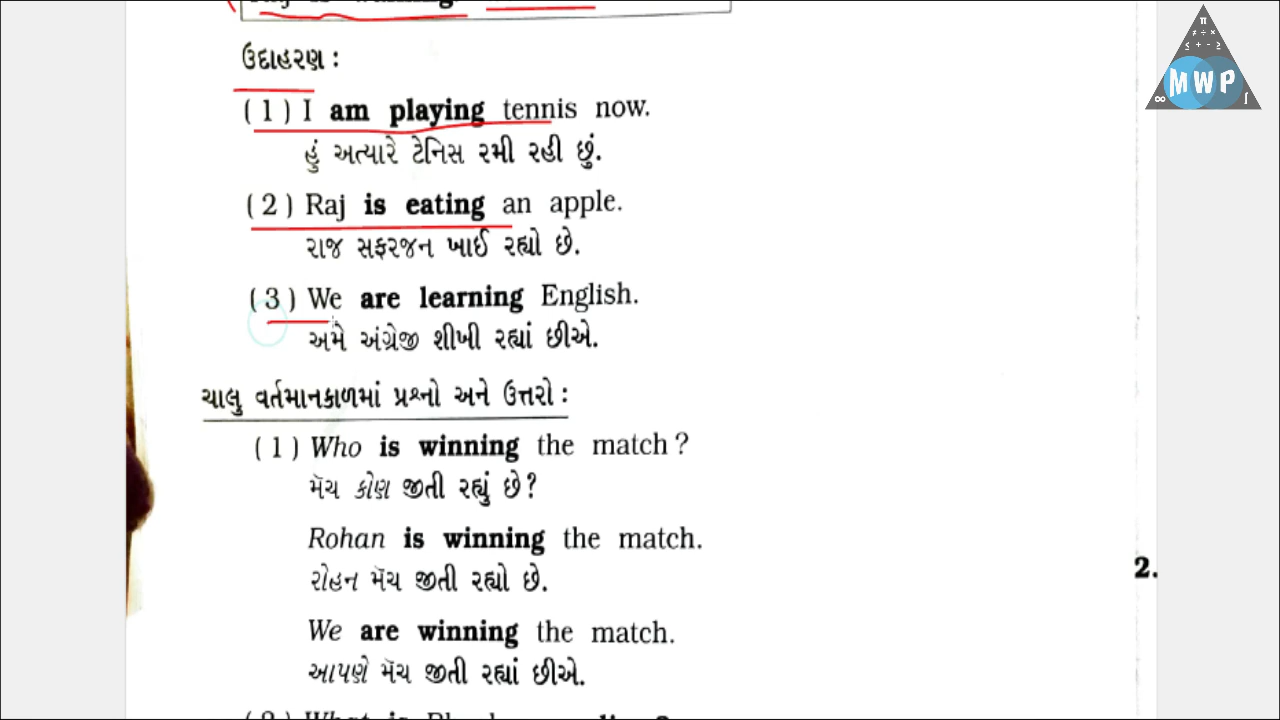 ઉદાહરણ :
( 1 ) I am playing tennis now.
હું અત્યારે ટેનિસ રમી રહી છું.
( 2 ) Raj is eating an apple.
રાજ સફરજન ખાઈ રહ્યો છે.
( 3 ) We are learning English.
અમે અંગ્રેજી શીખી રહ્યાં છીએ.
ચાલુ વર્તમાનકાળમાં પ્રશ્નો અને ઉત્તરો :
( 1 ) Who is winning the match ?
મૅચ કોણ જીતી રહ્યું છે?
Rohan is winning the match.
રોહન મૅચ જીતી રહ્યો છે.
We are winning the match.
આપણે મૅચ જીતી રહ્યાં છીએ.
2.
π
≠ ÷ ×
≤ + - ≥
MWP
∞ ∫